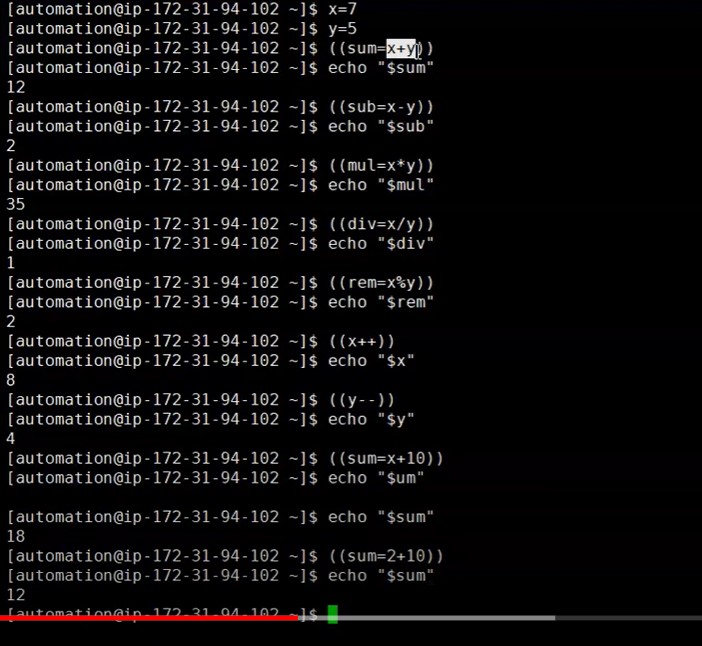 [automation@ip-172-31-94-102 ~]$ x=7
[automation@ip-172-31-94-102 ~]$ y=5
[automation@ip-172-31-94-102 ~]$ ((sum=x+y))
[automation@ip-172-31-94-102 ~]$ echo "$sum"
12
[automation@ip-172-31-94-102 ~]$ ((sub=x-y))
[automation@ip-172-31-94-102 ~]$ echo "$sub"
2
[automation@ip-172-31-94-102 ~]$ ((mul=x*y))
[automation@ip-172-31-94-102 ~]$ echo "$mul"
35
[automation@ip-172-31-94-102 ~]$ ((div=x/y))
[automation@ip-172-31-94-102 ~]$ echo "$div"
1
[automation@ip-172-31-94-102 ~]$ ((rem=x%y))
[automation@ip-172-31-94-102 ~]$ echo "$rem"
2
[automation@ip-172-31-94-102 ~]$ ((x++))
[automation@ip-172-31-94-102 ~]$ echo "$x"
8
[automation@ip-172-31-94-102 ~]$ ((y--))
[automation@ip-172-31-94-102 ~]$ echo "$y"
4
[automation@ip-172-31-94-102 ~]$ ((sum=x+10))
[automation@ip-172-31-94-102 ~]$ echo "$um"
[automation@ip-172-31-94-102 ~]$ echo "$sum"
18
[automation@ip-172-31-94-102 ~]$ ((sum=2+10))
[automation@ip-172-31-94-102 ~]$ echo "$sum"
12
[automation@ip-172-31-94-102 ~]$